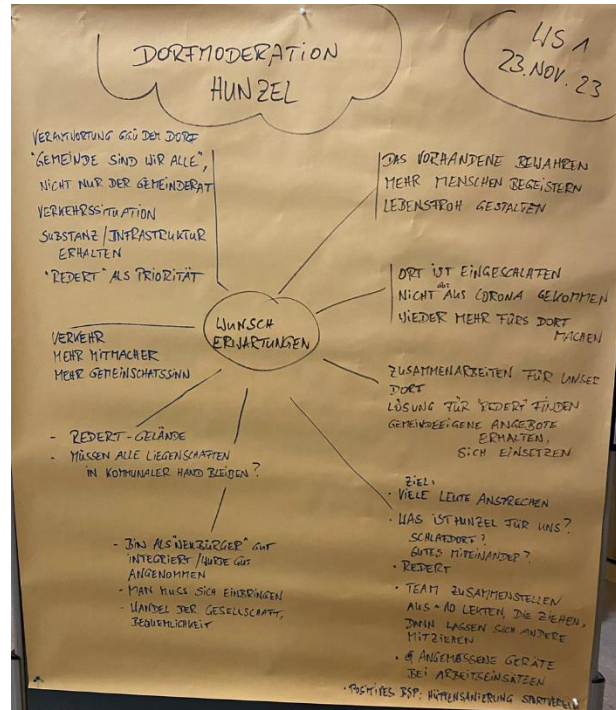 DORFMODERATION
HUNZEL
WS 1
23. NOV. 23
VERANTWORTUNG GGÜ DEM DORF
"GEMEINDE SIND WIR ALLE",
NICHT NUR DER GEMEINDERAT
VERKEHRSSITUATION
SUBSTANZ/INFRASTRUKTUR
ERHALTEN
"REDERT" ALS PRIORITÄT
DAS VORHANDENE BEWAHREN
MEHR MENSCHEN BEGEISTERN
LEBENSFROH GESTALTEN
ORT IST EINGESCHLAFEN
NICHT AUS CORONA GEKOMMEN
WIEDER MEHR FÜRS DORF
MACHEN
WUNSCH
ERWARTUNGEN
VERKEHR
MEHR MITMACHER
MEHR GEMEINSCHAFTSSINN
ZUSAMMENARBEITEN FÜR UNSER
DORF
LÖSUNG FÜR "REDERT" FINDEN
GEMEINDEEIGENE ANGEBOTE
ERHALTEN,
SICH EINSETZEN
- REDERT-GELÄNDE
- MÜSSEN ALLE LIEGENSCHAFTEN
IN KOMMUNALER HAND BLEIBEN?
ZIEL:
· VIELE LEUTE ANSPRECHEN
· WAS IST HUNZEL FÜR UNS?
SCHLAFDORF?
GUTES MITEINANDER?
· REDERT
· TEAM ZUSAMMENSTELLEN
AUS 10 LEUTEN, DIE ZIEHEN,
DANN LASSEN SICH ANDERE
MITZIEHEN
· ANGEMESSENE GERÄTE
BEI ARBEITSEINSÄTZEN
· POSITIVES BSP: HÜTTENSANIERUNG SPORTVEREIN
- BIN ALS "NEUBÜRGER" GUT
INTEGRIERT/WURDE GUT
ANGENOMMEN
- MAN MUSS SICH EINBRINGEN
- WANDEL DER GESELLSCHAFT,
BEQUEMLICHKEIT